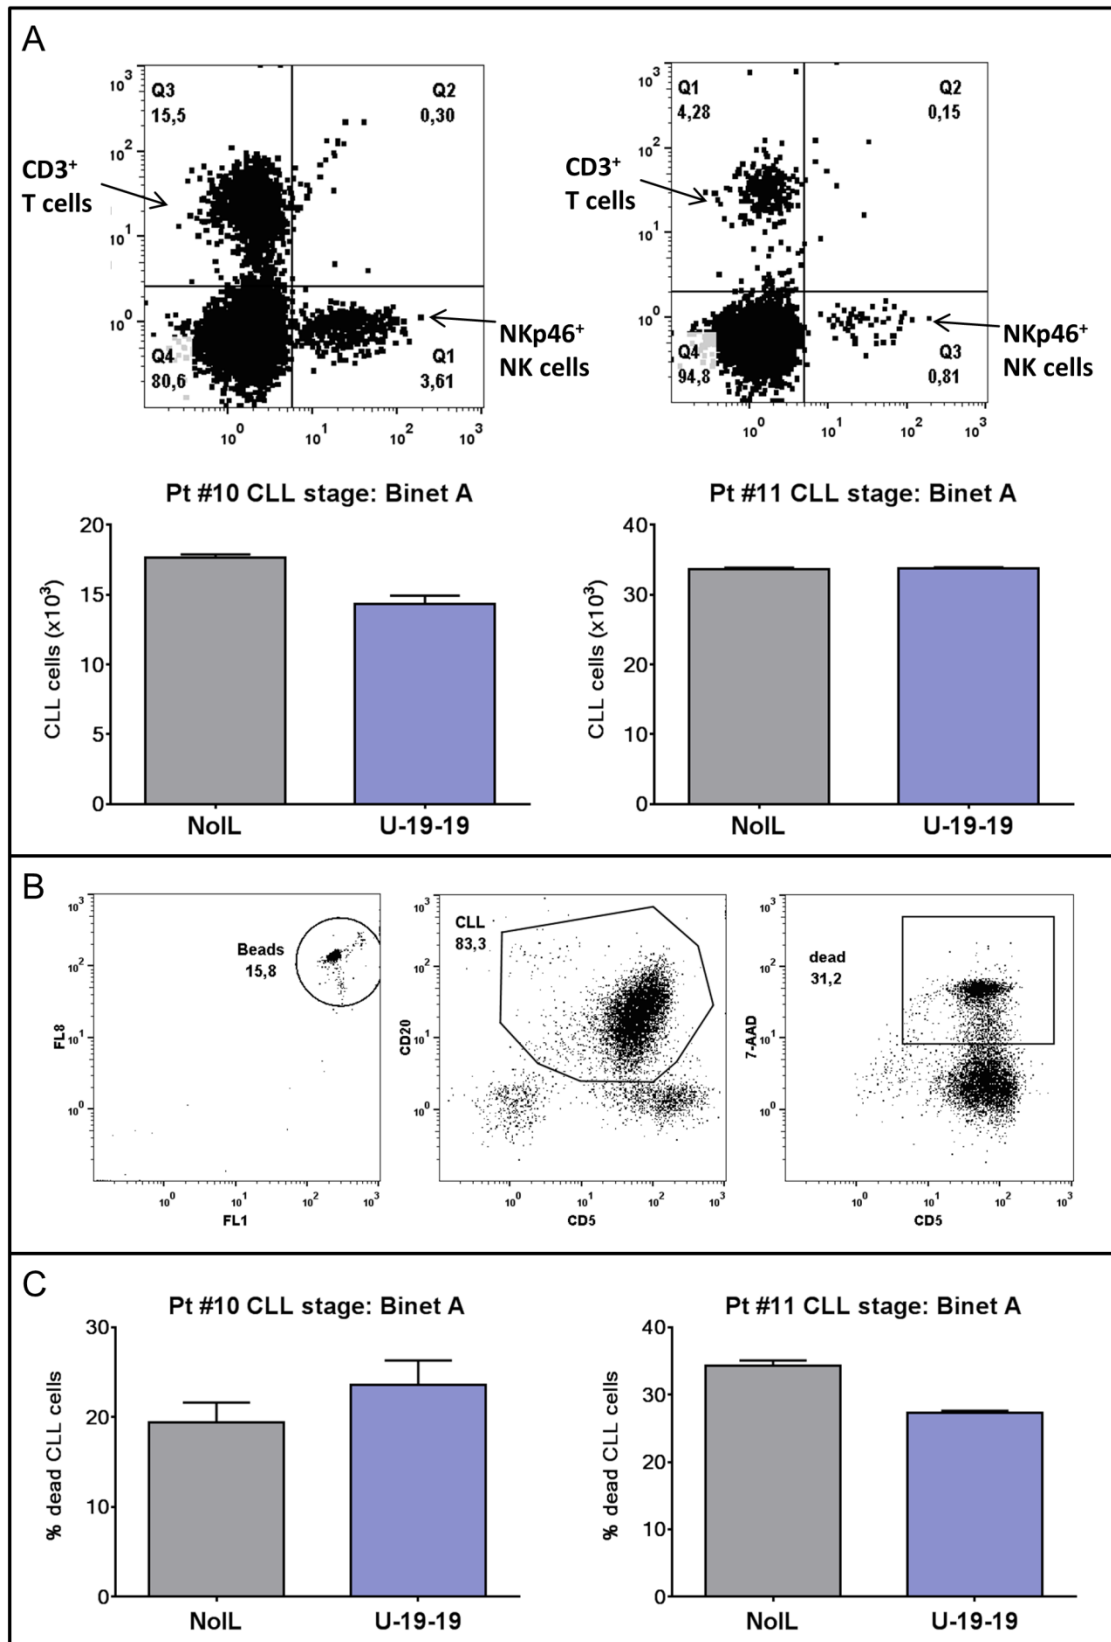 A
10³
10²
10¹
10⁰
Q3
15,5
Q2
0,30
CD3⁺
T cells
Q4
80,6
Q1
3,61
NKp46⁺
NK cells
10⁰ 10¹ 10² 10³
10³
10²
10¹
10⁰
Q1
4,28
Q2
0,15
CD3⁺
T cells
Q4
94,8
Q3
0,81
NKp46⁺
NK cells
10⁰ 10¹ 10² 10³
Pt #10 CLL stage: Binet A
CLL cells (x10³)
20
15
10
5
0
NoIL U-19-19
Pt #11 CLL stage: Binet A
CLL cells (x10³)
40
30
20
10
0
NoIL U-19-19
B
FL8
10³
10²
10¹
10⁰
Beads
15,8
10⁰ 10¹ 10² 10³
FL1
CD20
10³
10²
10¹
10⁰
CLL
83,3
10⁰ 10¹ 10² 10³
CD5
7-AAD
10³
10²
10¹
10⁰
dead
31,2
10⁰ 10¹ 10² 10³
CD5
C
Pt #10 CLL stage: Binet A
% dead CLL cells
30
20
10
0
NoIL U-19-19
Pt #11 CLL stage: Binet A
% dead CLL cells
40
30
20
10
0
NoIL U-19-19